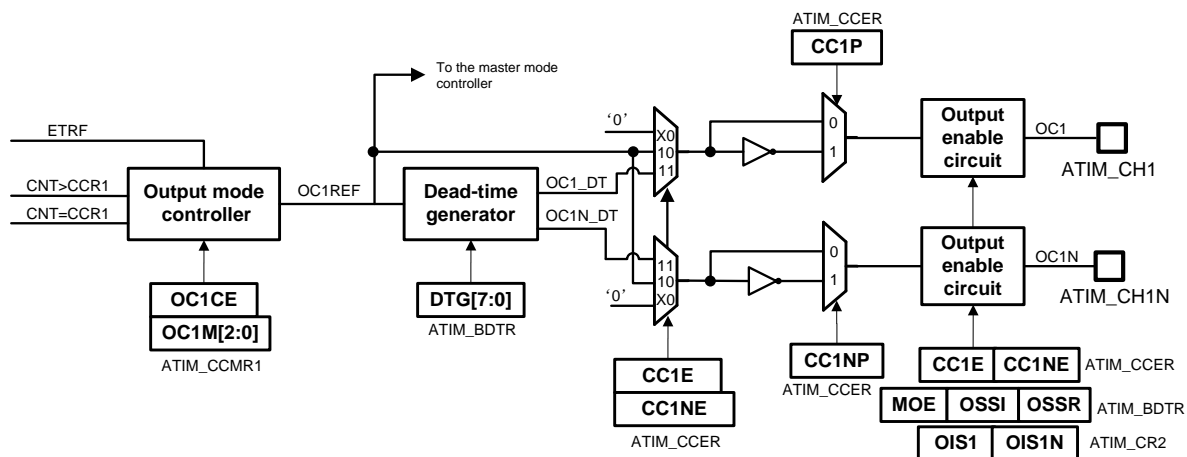 ATIM_CCER
CC1P
To the master mode
controller
ETRF
CNT>CCR1
CNT=CCR1
Output mode
controller
OC1REF
Dead-time
generator
OC1_DT
OC1N_DT
'0'
X0
10
11
0
1
Output
enable
circuit
OC1
ATIM_CH1
11
10
X0
'0'
0
1
Output
enable
circuit
OC1N
ATIM_CH1N
OC1CE
OC1M[2:0]
ATIM_CCMR1
DTG[7:0]
ATIM_BDTR
CC1E
CC1NE
ATIM_CCER
CC1NP
ATIM_CCER
CC1E CC1NE ATIM_CCER
MOE OSSI OSSR ATIM_BDTR
OIS1 OIS1N ATIM_CR2